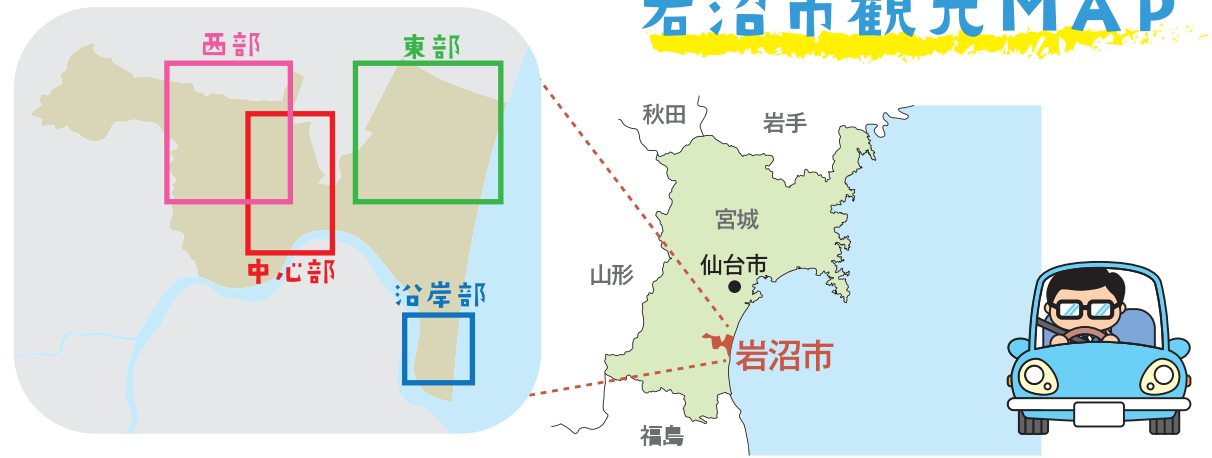 岩沼市観光MAP
西部
東部
中心部
沿岸部
秋田
岩手
宮城
仙台市
山形
岩沼市
福島